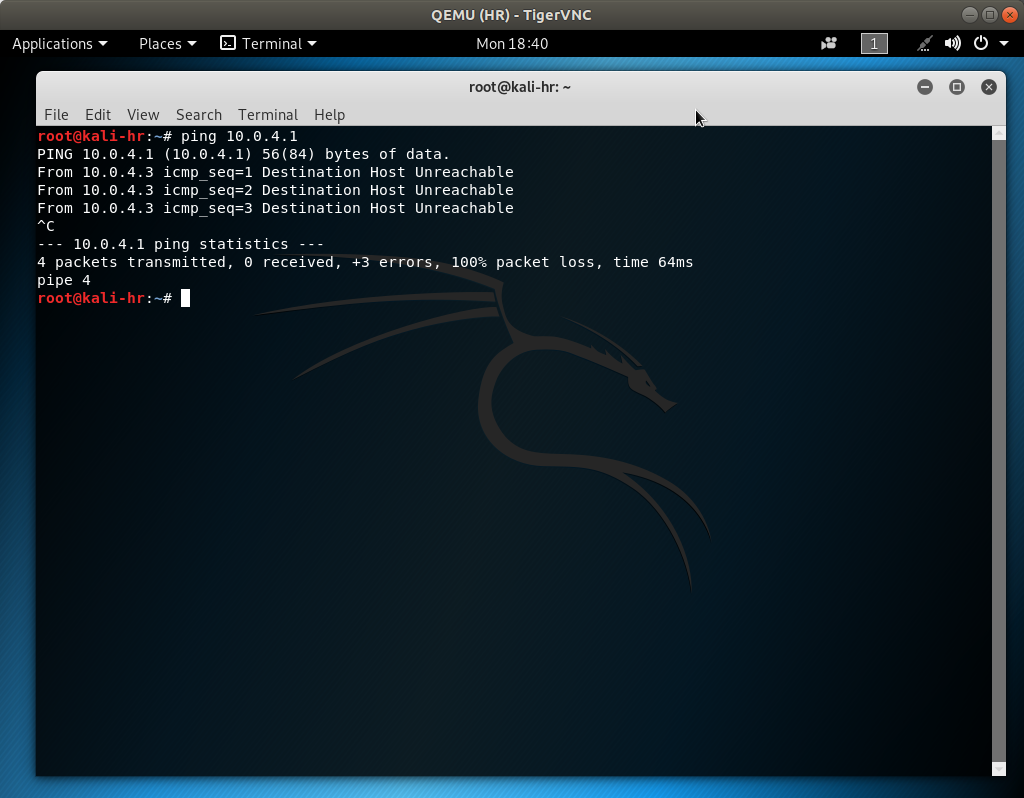 QEMU (HR) - TigerVNC
Applications Places Terminal Mon 18:40 1
root@kali-hr: ~
File Edit View Search Terminal Help
root@kali-hr:~# ping 10.0.4.1
PING 10.0.4.1 (10.0.4.1) 56(84) bytes of data.
From 10.0.4.3 icmp_seq=1 Destination Host Unreachable
From 10.0.4.3 icmp_seq=2 Destination Host Unreachable
From 10.0.4.3 icmp_seq=3 Destination Host Unreachable
^C
--- 10.0.4.1 ping statistics ---
4 packets transmitted, 0 received, +3 errors, 100% packet loss, time 64ms
pipe 4
root@kali-hr:~#